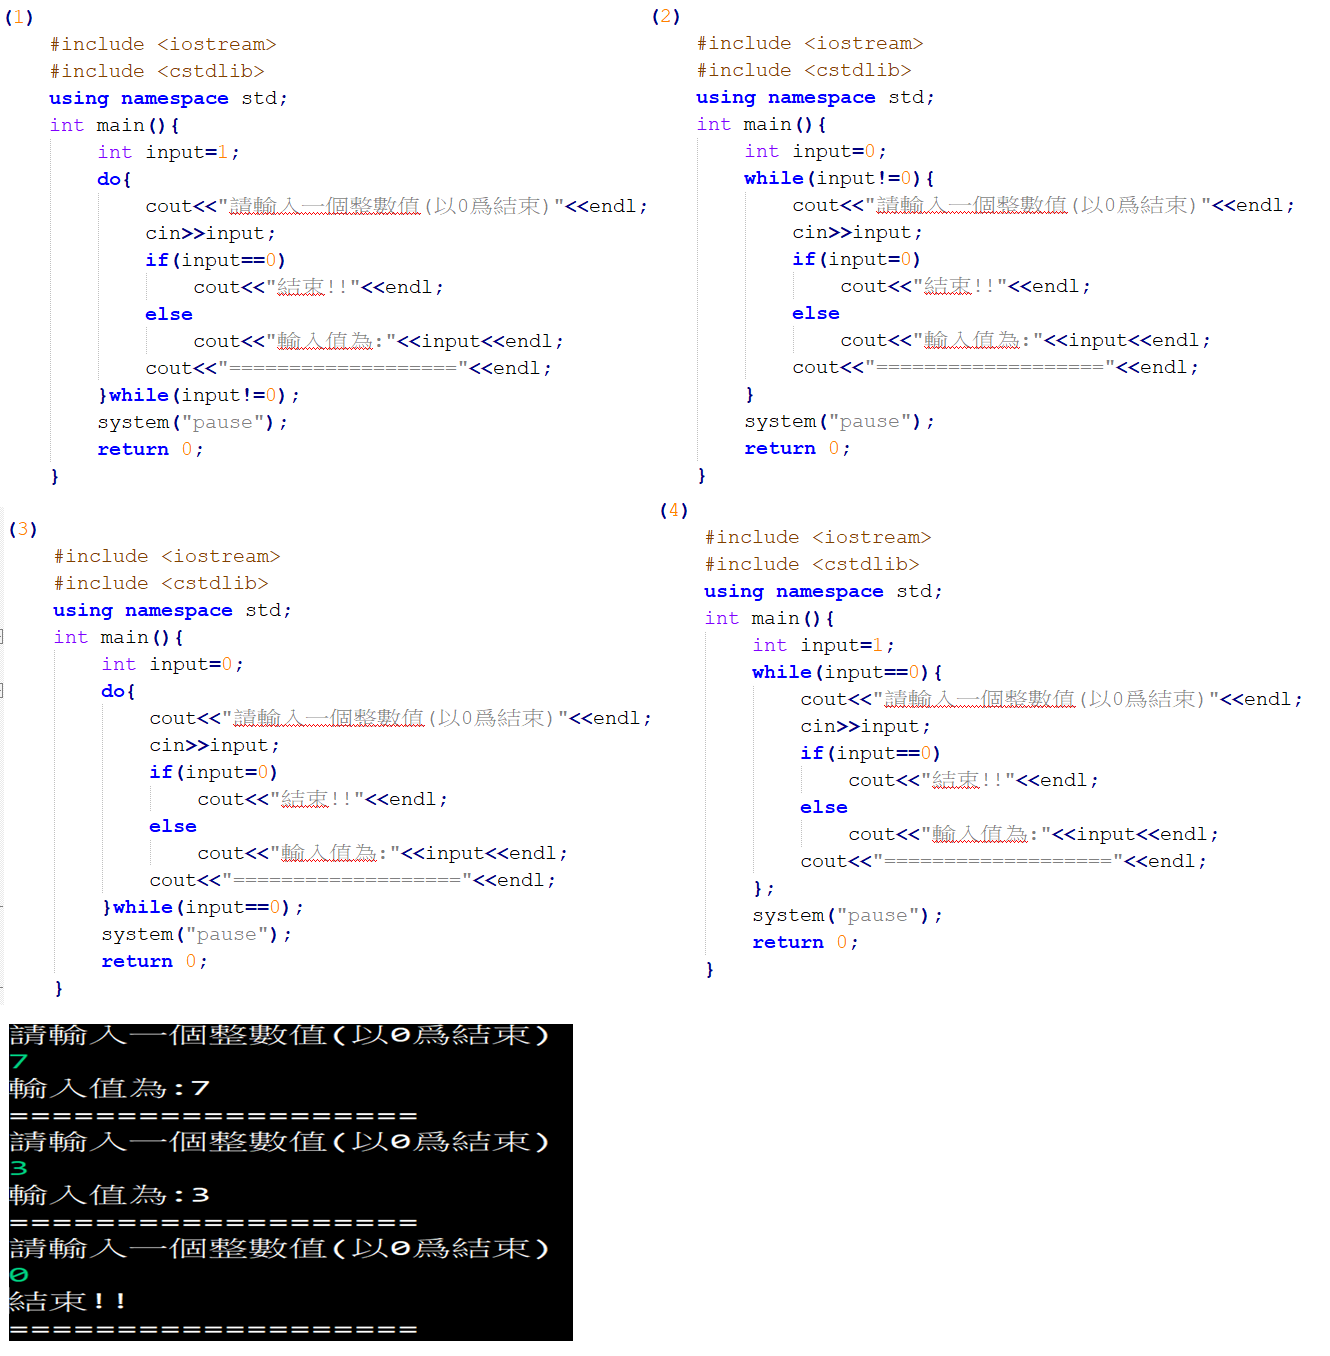 (1)
#include <iostream>
#include <cstdlib>
using namespace std;
int main(){
int input=1;
do{
cout<<"請輸入一個整數值(以0爲結束)"<<endl;
cin>>input;
if(input==0)
cout<<"結束!!"<<endl;
else
cout<<"輸入值為:"<<input<<endl;
cout<<"==================="<<endl;
}while(input!=0);
system("pause");
return 0;
}
(2)
#include <iostream>
#include <cstdlib>
using namespace std;
int main(){
int input=0;
while(input!=0){
cout<<"請輸入一個整數值(以0爲結束)"<<endl;
cin>>input;
if(input=0)
cout<<"結束!!"<<endl;
else
cout<<"輸入值為:"<<input<<endl;
cout<<"==================="<<endl;
}
system("pause");
return 0;
}
(3)
#include <iostream>
#include <cstdlib>
using namespace std;
int main(){
int input=0;
do{
cout<<"請輸入一個整數值(以0爲結束)"<<endl;
cin>>input;
if(input=0)
cout<<"結束!!"<<endl;
else
cout<<"輸入值為:"<<input<<endl;
cout<<"==================="<<endl;
}while(input==0);
system("pause");
return 0;
}
(4)
#include <iostream>
#include <cstdlib>
using namespace std;
int main(){
int input=1;
while(input==0){
cout<<"請輸入一個整數值(以0爲結束)"<<endl;
cin>>input;
if(input==0)
cout<<"結束!!"<<endl;
else
cout<<"輸入值為:"<<input<<endl;
cout<<"==================="<<endl;
};
system("pause");
return 0;
}
請輸入一個整數值(以0爲結束)
7
輸入值為:7
===================
請輸入一個整數值(以0爲結束)
3
輸入值為:3
===================
請輸入一個整數值(以0爲結束)
0
結束!!
===================